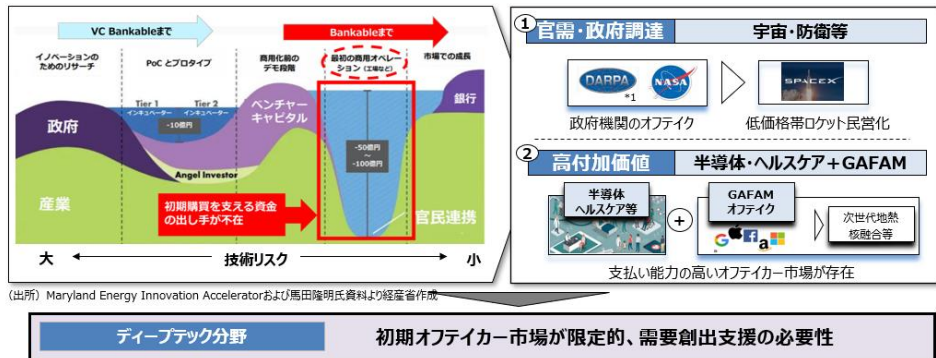 VC Bankableまで
Bankableまで
イノベーションの
ためのリサーチ
PoC とプロトタイプ
商用化前の
デモ段階
最初の商用オペレー
ション(工場など)
市場での成長
Tier 1
インキュベーター
Tier 2
インキュベーター
-10億円
政府
ベンチャー
キャピタル
銀行
-50億円
～
-100億円
Angel Investor
産業
初期購買を支える資金
の出し手が不在
官民連携
大
技術リスク
小
(出所) Maryland Energy Innovation Acceleratorおよび馬田隆明氏資料より経産省作成
① 官需・政府調達
宇宙・防衛等
DARPA
*1
NASA
SPACEX
政府機関のオフテイク
低価格帯ロケット民営化
② 高付加価値
半導体・ヘルスケア＋GAFAM
半導体
ヘルスケア等
+
GAFAM
オフテイク
次世代地熱
核融合等
支払い能力の高いオフテイカー市場が存在
ディープテック分野
初期オフテイカー市場が限定的、需要創出支援の必要性